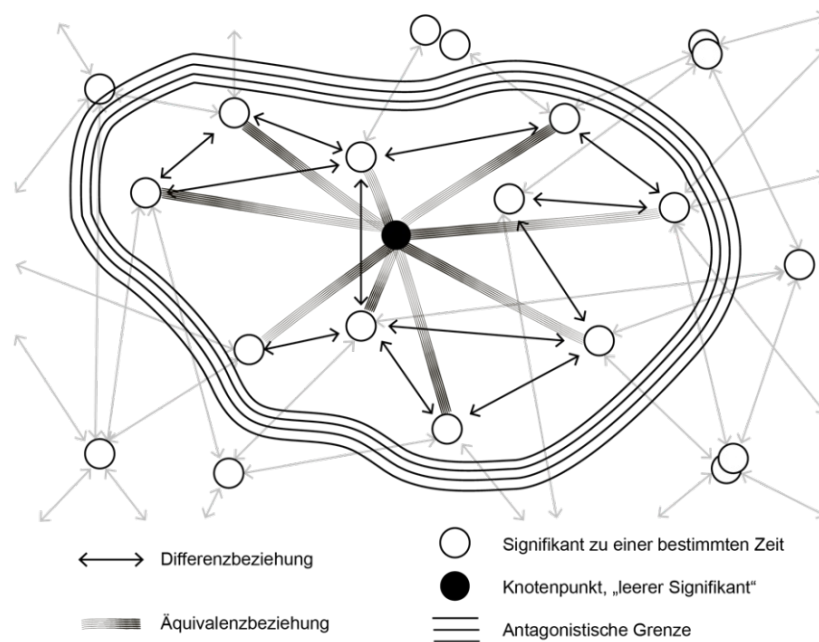 Differenzbeziehung
Signifikant zu einer bestimmten Zeit
Knotenpunkt, „leerer Signifikant“
Äquivalenzbeziehung
Antagonistische Grenze